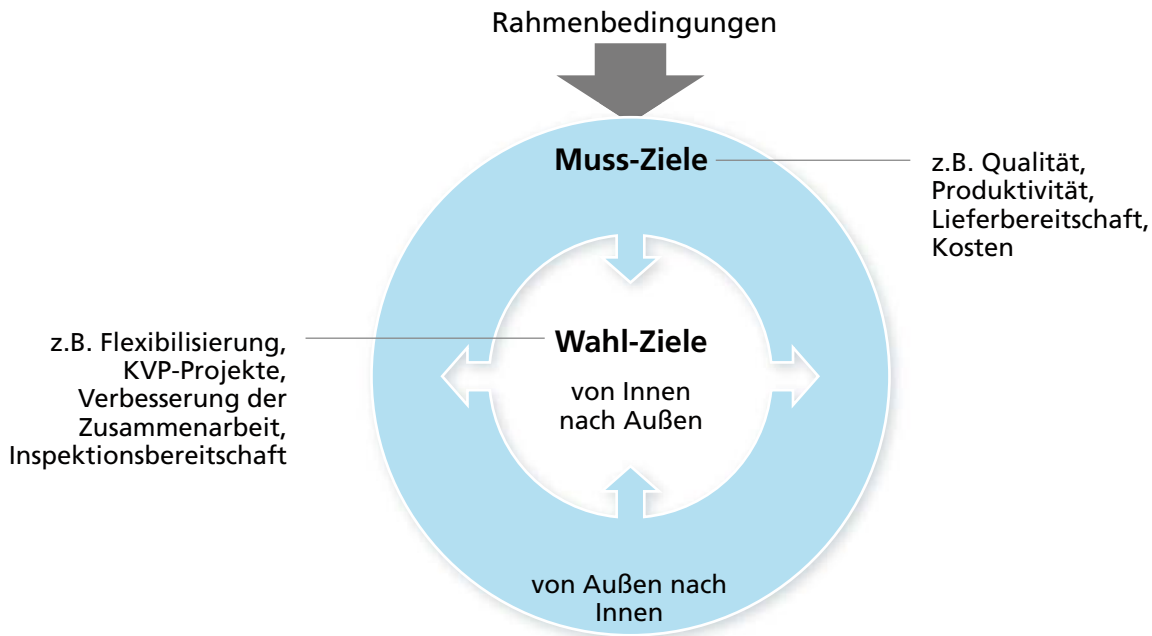 Rahmenbedingungen
Muss-Ziele
z.B. Qualität,
Produktivität,
Lieferbereitschaft,
Kosten
z.B. Flexibilisierung,
KVP-Projekte,
Verbesserung der
Zusammenarbeit,
Inspektionsbereitschaft
Wahl-Ziele
von Innen
nach Außen
von Außen nach
Innen